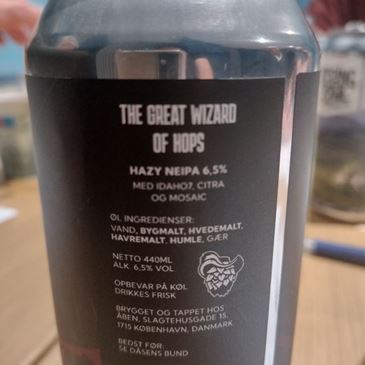 THE GREAT WIZARD
OF HOPS
HAZY NEIPA 6,5%
MED IDAHO7, CITRA
OG MOSAIC
ØL INGREDIENSER:
VAND, BYGMALT, HVEDEMALT,
HAVREMALT. HUMLE, GÆR
NETTO 440ML
ALK. 6,5% VOL
OPBEVAR PÅ KØL
DRIKKES FRISK
BRYGGET OG TAPPET HOS
ÅBEN, SLAGTEHUSGADE 15.
1715 KØBENHAVN, DANMARK
BEDST FØR:
SE DÅSENS BUND